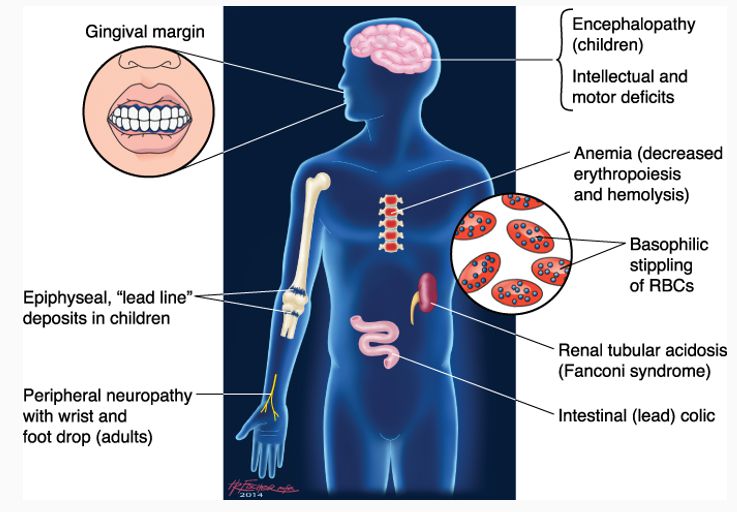 Gingival margin
Encephalopathy
(children)
Intellectual and
motor deficits
Anemia (decreased
erythropoiesis
and hemolysis)
Basophilic
stippling
of RBCs
Epiphyseal, “lead line”
deposits in children
Renal tubular acidosis
(Fanconi syndrome)
Peripheral neuropathy
with wrist and
foot drop (adults)
Intestinal (lead) colic
2014